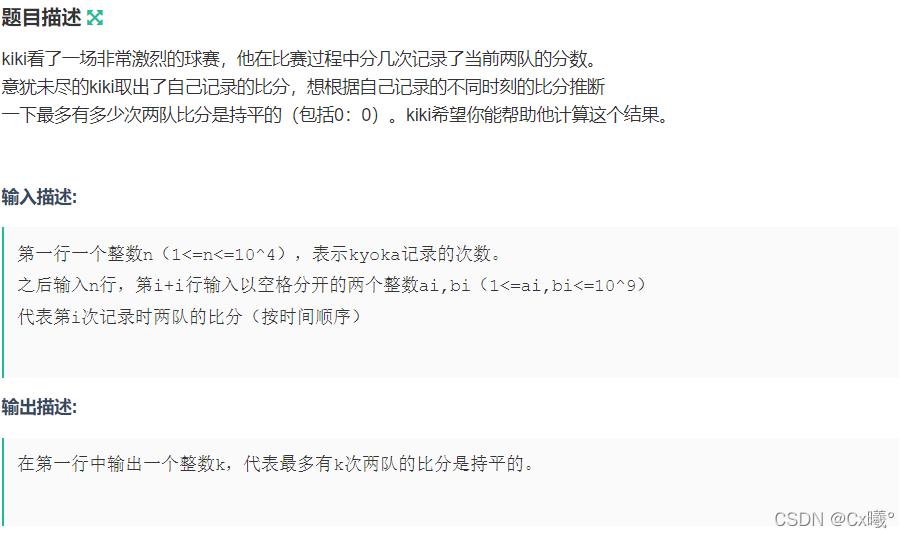 题目描述
kiki看了一场非常激烈的球赛，他在比赛过程中分几次记录了当前两队的分数。
意犹未尽的kiki取出了自己记录的比分，想根据自己记录的不同时刻的比分推断
一下最多有多少次两队比分是持平的（包括0：0）。kiki希望你能帮助他计算这个结果。
输入描述:
第一行一个整数n（1<=n<=10^4），表示kyoka记录的次数。
之后输入n行，第i+i行输入以空格分开的两个整数ai,bi（1<=ai,bi<=10^9）
代表第i次记录时两队的比分（按时间顺序）
输出描述:
在第一行中输出一个整数k，代表最多有k次两队的比分是持平的。
CSDN @Cx曦°